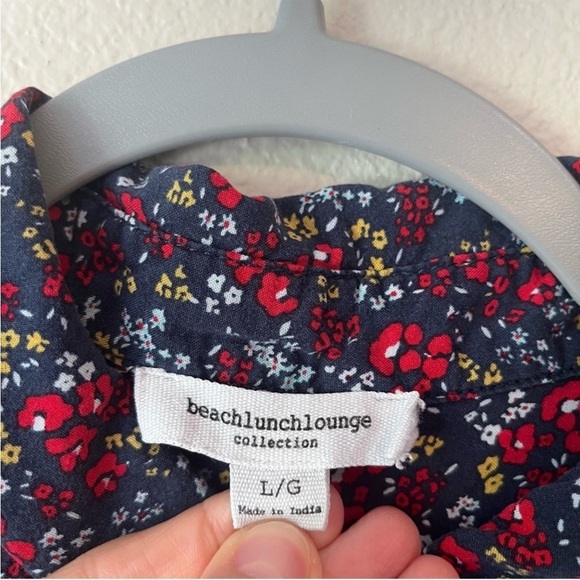 beachlunchlounge
collection
L/G
Made in India